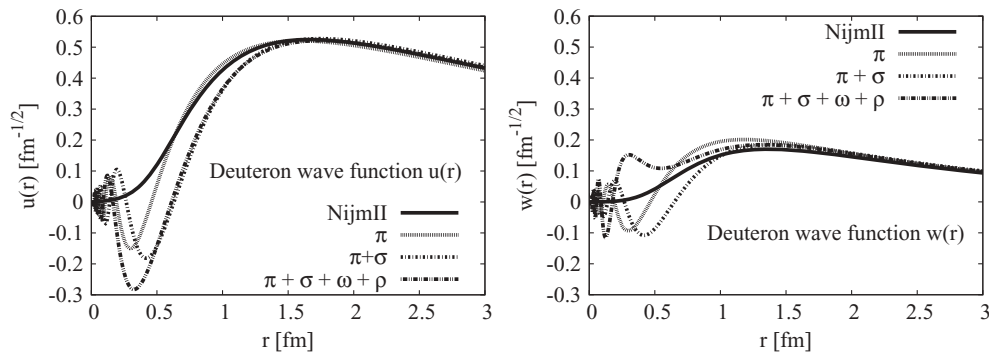 0.6
0.5
0.4
0.3
0.2
0.1
0
-0.1
-0.2
-0.3
u(r) [fm⁻¹/²]
Deuteron wave function u(r)
NijmII
π
π+σ
π + σ + ω + ρ
0 0.5 1 1.5 2 2.5 3
r [fm]
0.6
0.5
0.4
0.3
0.2
0.1
0
-0.1
-0.2
-0.3
w(r) [fm⁻¹/²]
NijmII
π
π + σ
π + σ + ω + ρ
Deuteron wave function w(r)
0 0.5 1 1.5 2 2.5 3
r [fm]